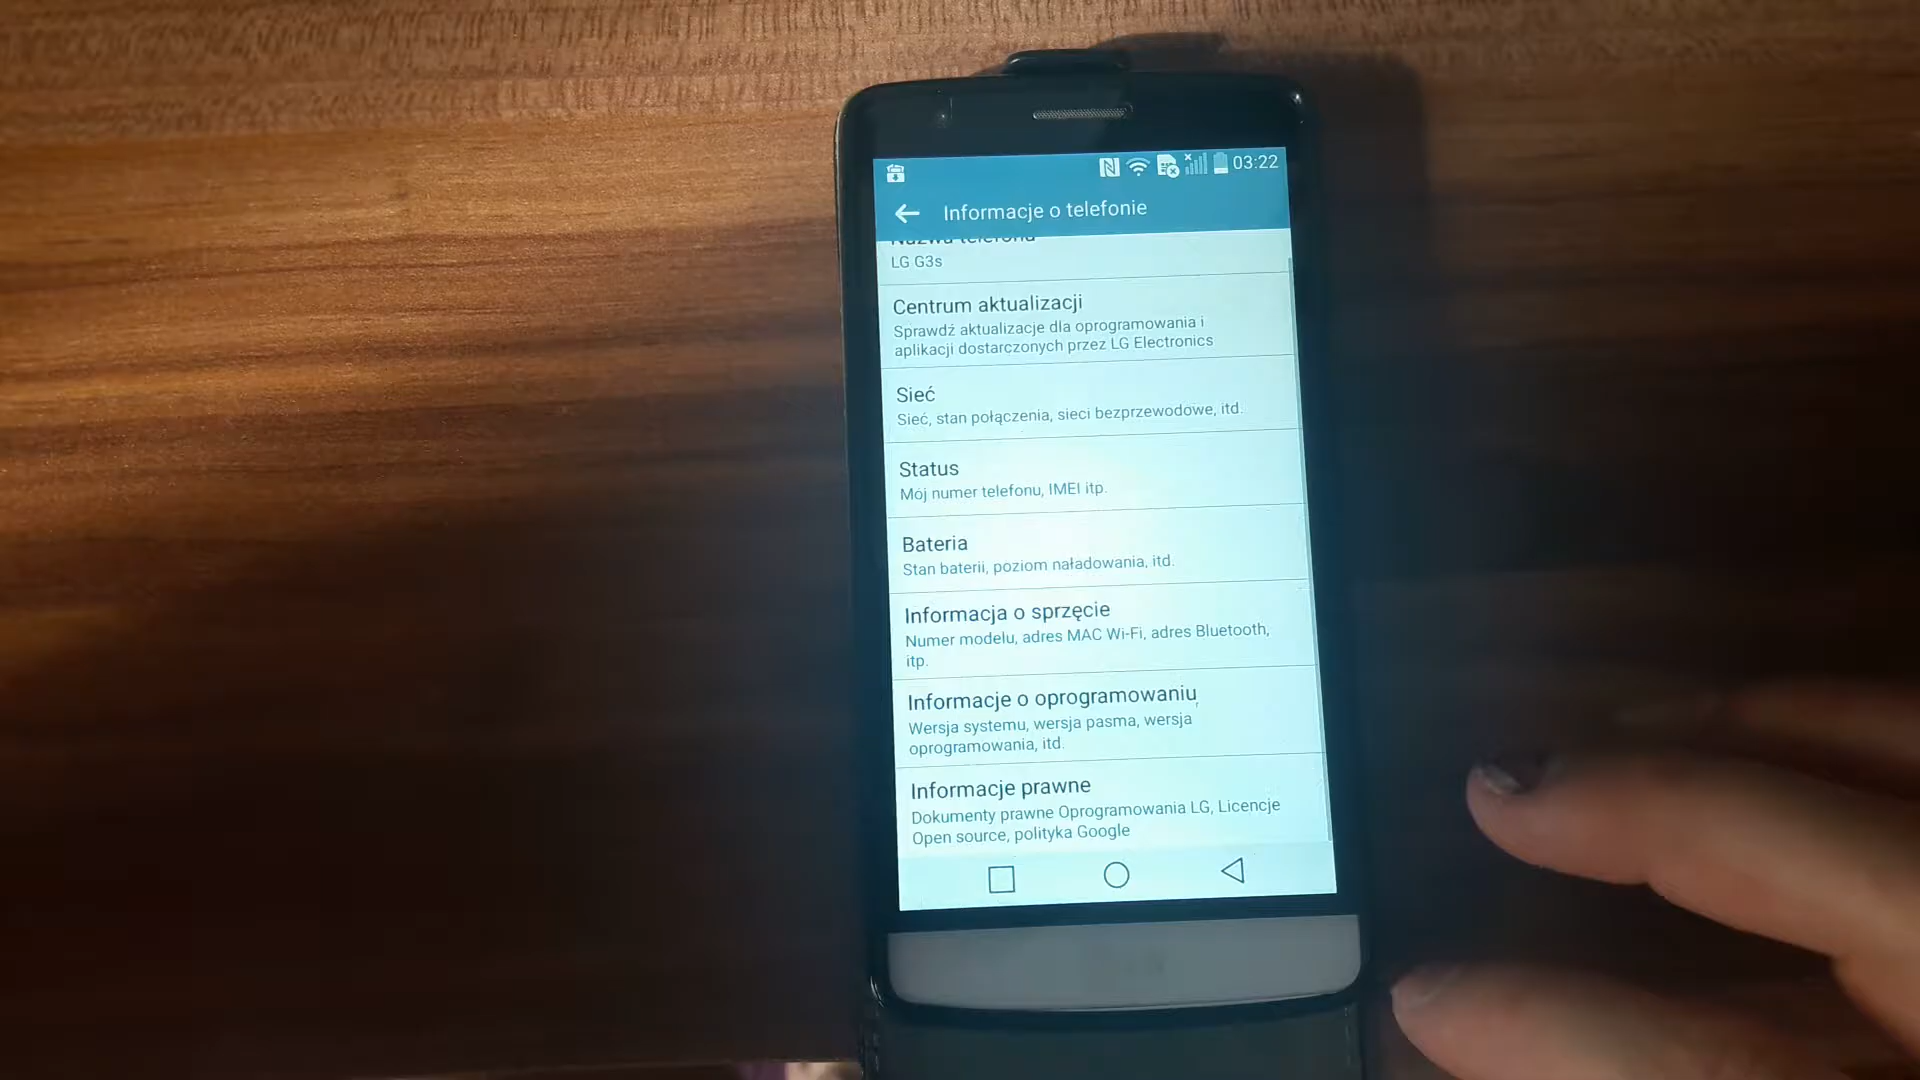 03:22
Informacje o telefonie
Nazwa telefonu
LG G3s
Centrum aktualizacji
Sprawdź aktualizacje dla oprogramowania i
aplikacji dostarczonych przez LG Electronics
Sieć
Sieć, stan połączenia, sieci bezprzewodowe, itd.
Status
Mój numer telefonu, IMEI itp.
Bateria
Stan baterii, poziom naładowania, itd.
Informacja o sprzęcie
Numer modelu, adres MAC Wi-Fi, adres Bluetooth,
itp.
Informacje o oprogramowaniu
Wersja systemu, wersja pasma, wersja
oprogramowania, itd.
Informacje prawne
Dokumenty prawne Oprogramowania LG, Licencje
Open source, polityka Google